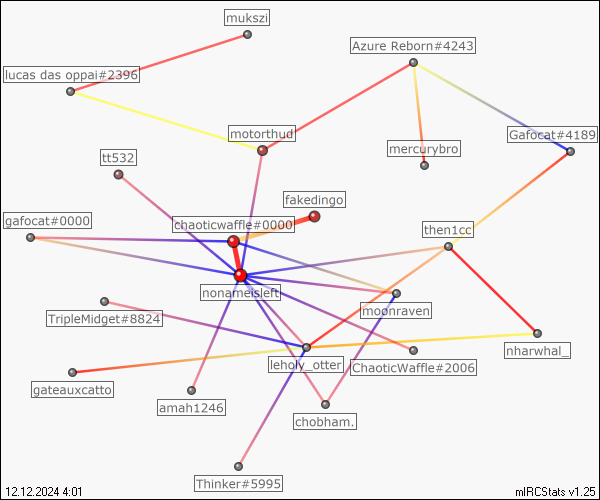 mukszi
Azure Reborn#4243
lucas das oppai#2396
motorthud
Gafocat#4189
mercurybro
tt532
fakedingo
gafocat#0000
chaoticwaffle#0000
then1cc
nonameisleft
moonraven
TripleMidget#8824
nharwhal_
leholy_otter
ChaoticWaffle#2006
gateauxcatto
amah1246
chobham.
Thinker#5995
12.12.2024 4:01
mIRCStats v1.25